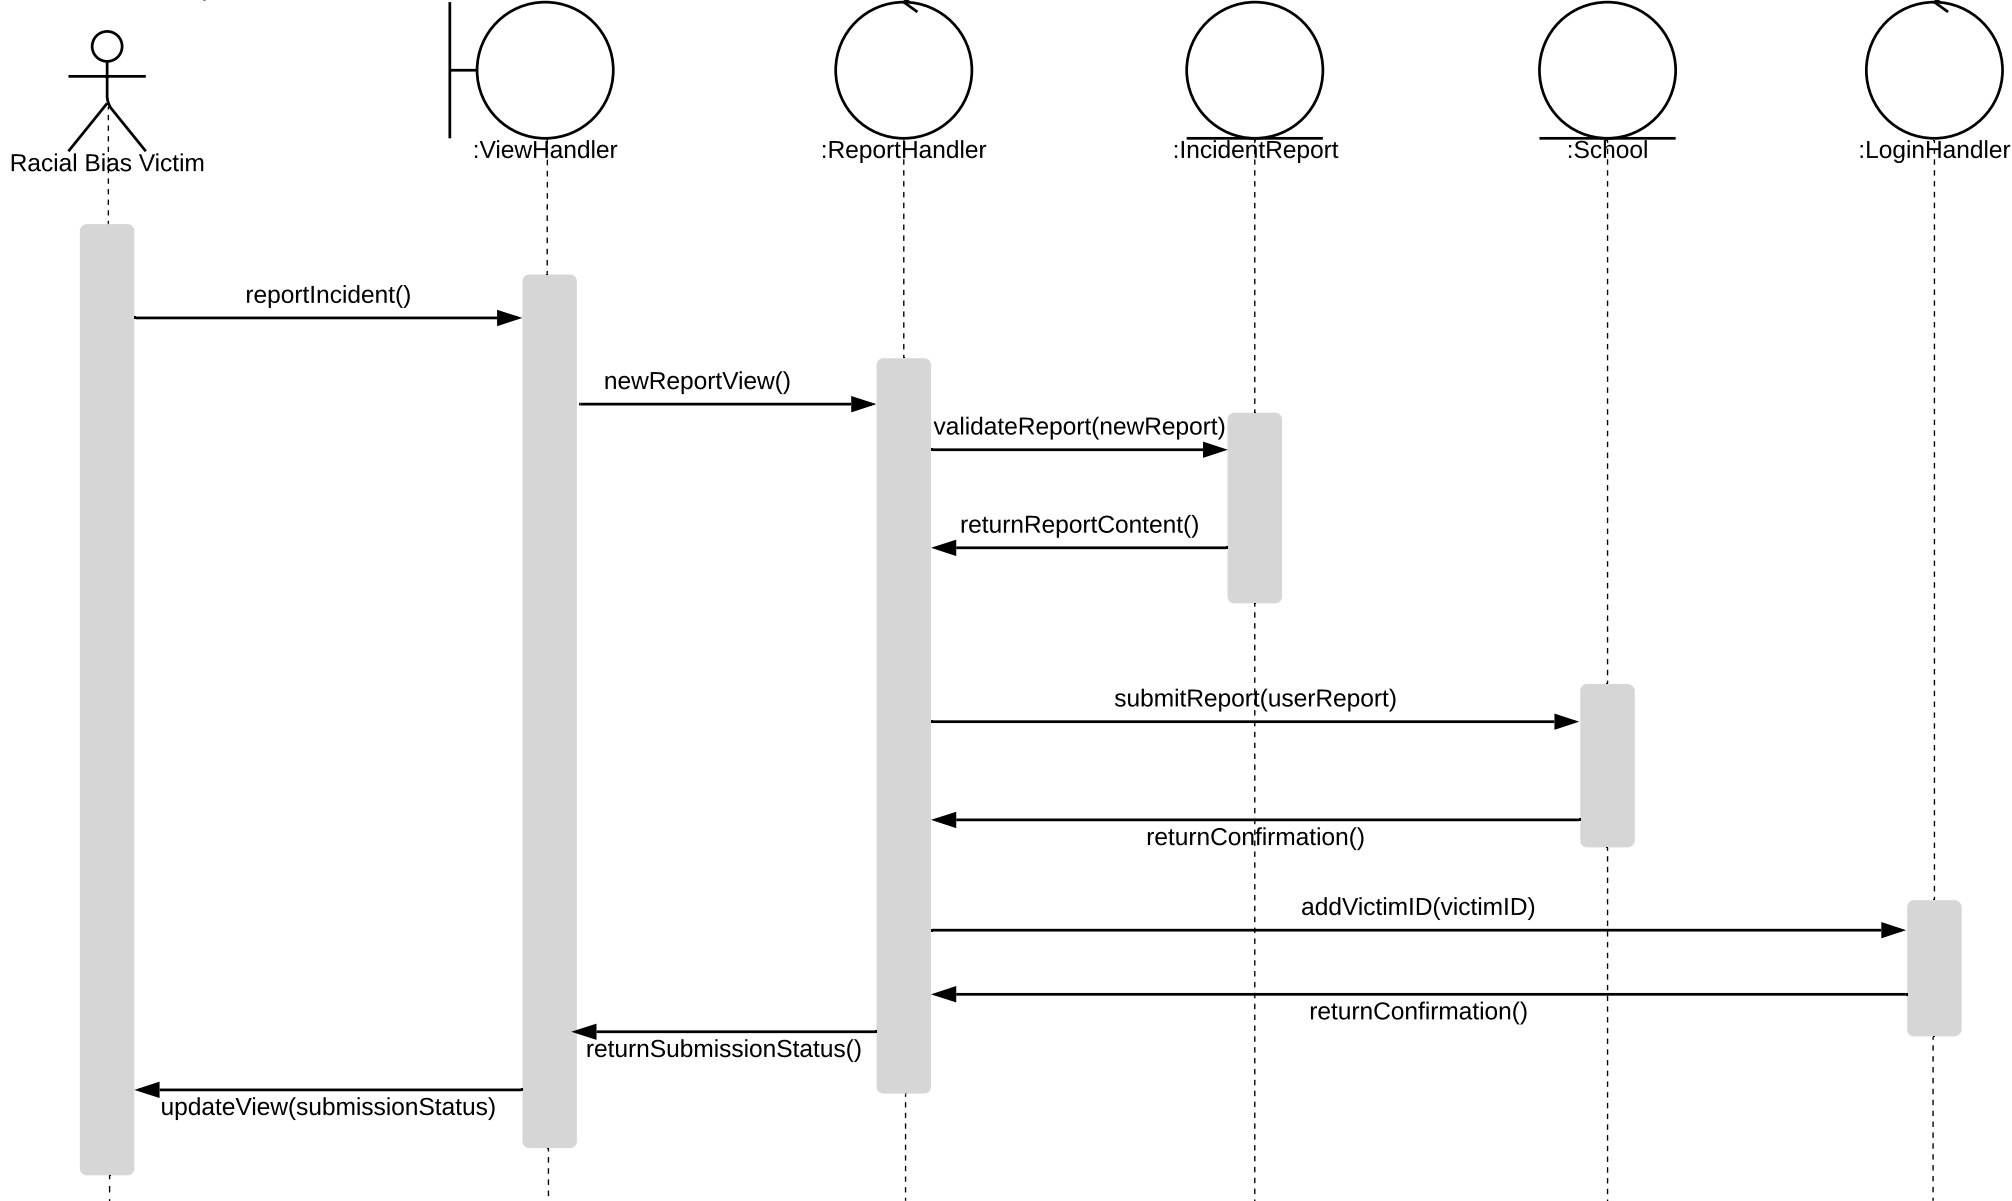 Racial Bias Victim
:ViewHandler
:ReportHandler
:IncidentReport
:School
:LoginHandler
reportIncident()
newReportView()
validateReport(newReport)
returnReportContent()
submitReport(userReport)
returnConfirmation()
addVictimID(victimID)
returnConfirmation()
returnSubmissionStatus()
updateView(submissionStatus)